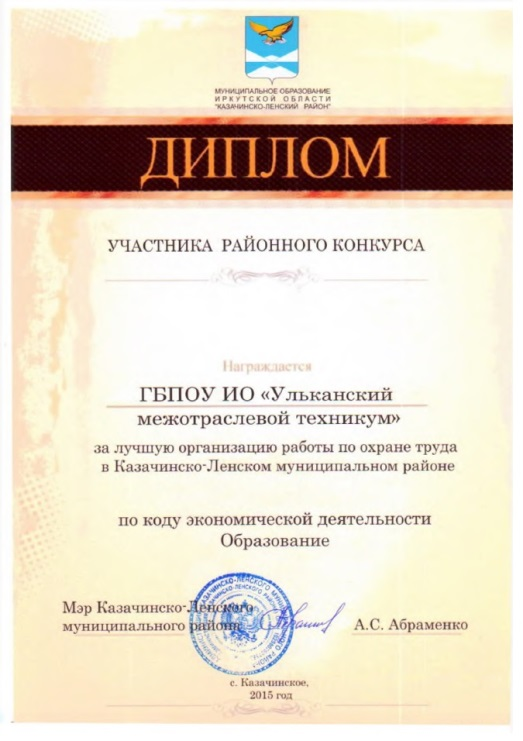 МУНИЦИПАЛЬНОЕ ОБРАЗОВАНИЕ
ИРКУТСКОЙ ОБЛАСТИ
"КАЗАЧИНСКО-ЛЕНСКИЙ РАЙОН"
ДИПЛОМ
УЧАСТНИКА РАЙОННОГО КОНКУРСА
Награждается
ГБПОУ ИО «Ульканский
межотраслевой техникум»
за лучшую организацию работы по охране труда
в Казачинско-Ленском муниципальном районе
по коду экономической деятельности
Образование
Мэр Казачинско-Ленского
муниципального района А.С. Абраменко
с. Казачинское,
2015 год